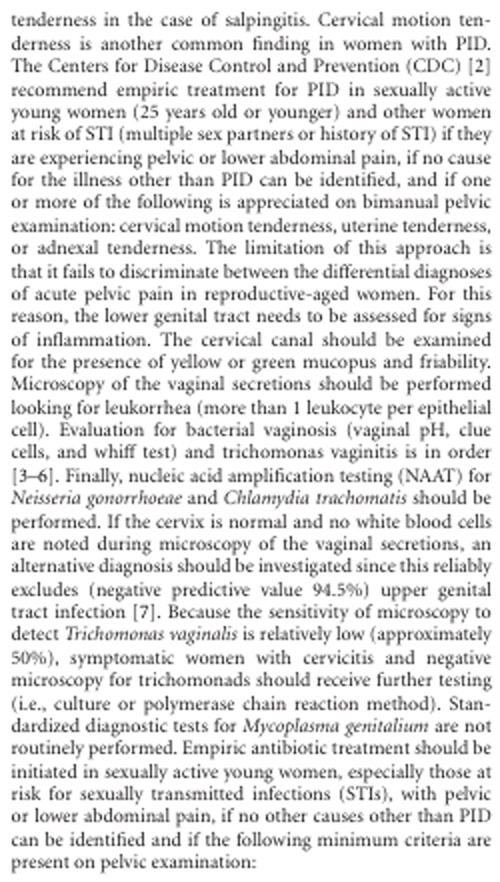 tenderness in the case of salpingitis. Cervical motion ten-
derness is another common finding in women with PID.
The Centers for Disease Control and Prevention (CDC) [2]
recommend empiric treatment for PID in sexually active
young women (25 years old or younger) and other women
at risk of STI (multiple sex partners or history of STI) if they
are experiencing pelvic or lower abdominal pain, if no cause
for the illness other than PID can be identified, and if one
or more of the following is appreciated on bimanual pelvic
examination: cervical motion tenderness, uterine tenderness,
or adnexal tenderness. The limitation of this approach is
that it fails to discriminate between the differential diagnoses
of acute pelvic pain in reproductive-aged women. For this
reason, the lower genital tract needs to be assessed for signs
of inflammation. The cervical canal should be examined
for the presence of yellow or green mucopus and friability.
Microscopy of the vaginal secretions should be performed
looking for leukorrhea (more than 1 leukocyte per epithelial
cell). Evaluation for bacterial vaginosis (vaginal pH, clue
cells, and whiff test) and trichomonas vaginitis is in order
[3–6]. Finally, nucleic acid amplification testing (NAAT) for
Neisseria gonorrhoeae and Chlamydia trachomatis should be
performed. If the cervix is normal and no white blood cells
are noted during microscopy of the vaginal secretions, an
alternative diagnosis should be investigated since this reliably
excludes (negative predictive value 94.5%) upper genital
tract infection [7]. Because the sensitivity of microscopy to
detect Trichomonas vaginalis is relatively low (approximately
50%), symptomatic women with cervicitis and negative
microscopy for trichomonads should receive further testing
(i.e., culture or polymerase chain reaction method). Stan-
dardized diagnostic tests for Mycoplasma genitalium are not
routinely performed. Empiric antibiotic treatment should be
initiated in sexually active young women, especially those at
risk for sexually transmitted infections (STIs), with pelvic
or lower abdominal pain, if no other causes other than PID
can be identified and if the following minimum criteria are
present on pelvic examination: